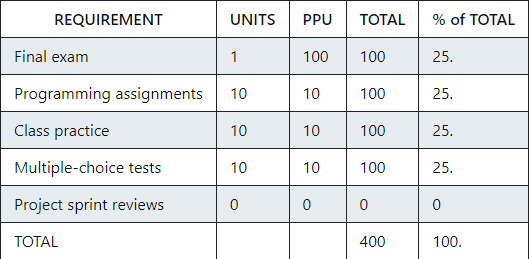 REQUIREMENT UNITS PPU TOTAL % of TOTAL
Final exam 1 100 100 25.
Programming assignments 10 10 100 25.
Class practice 10 10 100 25.
Multiple-choice tests 10 10 100 25.
Project sprint reviews 0 0 0 0
TOTAL 400 100.